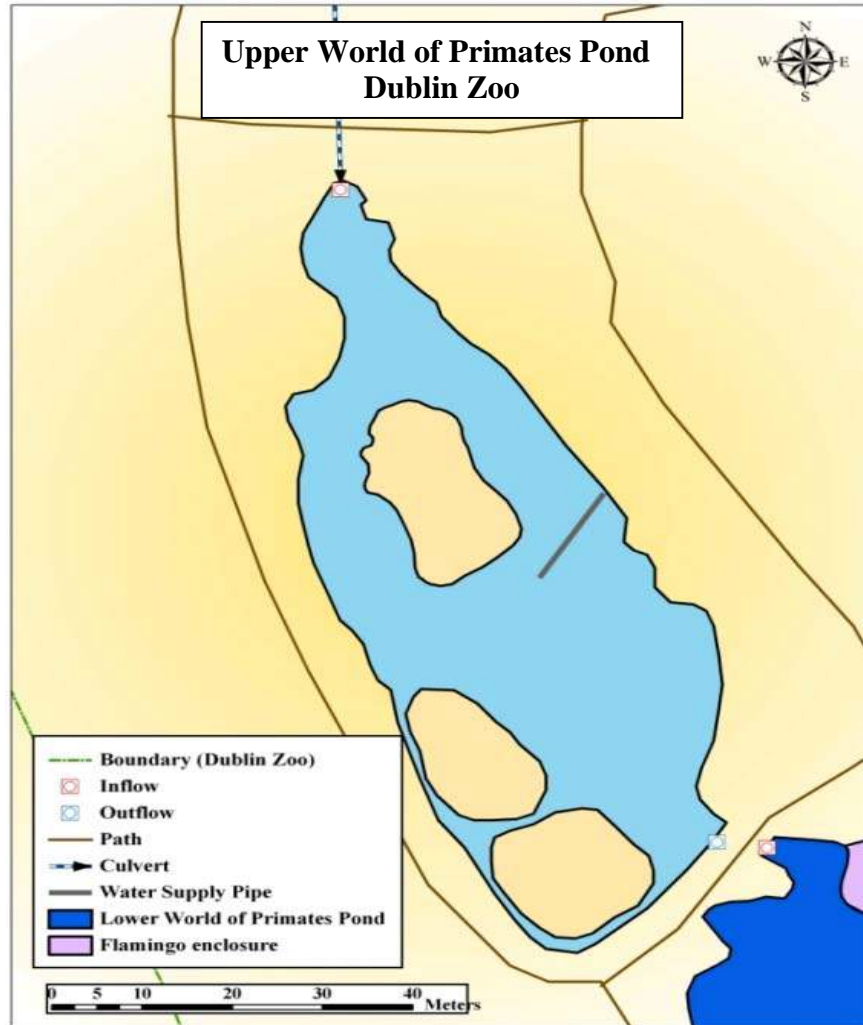 Upper World of Primates Pond
Dublin Zoo
N
W E
S
Boundary (Dublin Zoo)
Inflow
Outflow
Path
Culvert
Water Supply Pipe
Lower World of Primates Pond
Flamingo enclosure
0 5 10 20 30 40
Meters